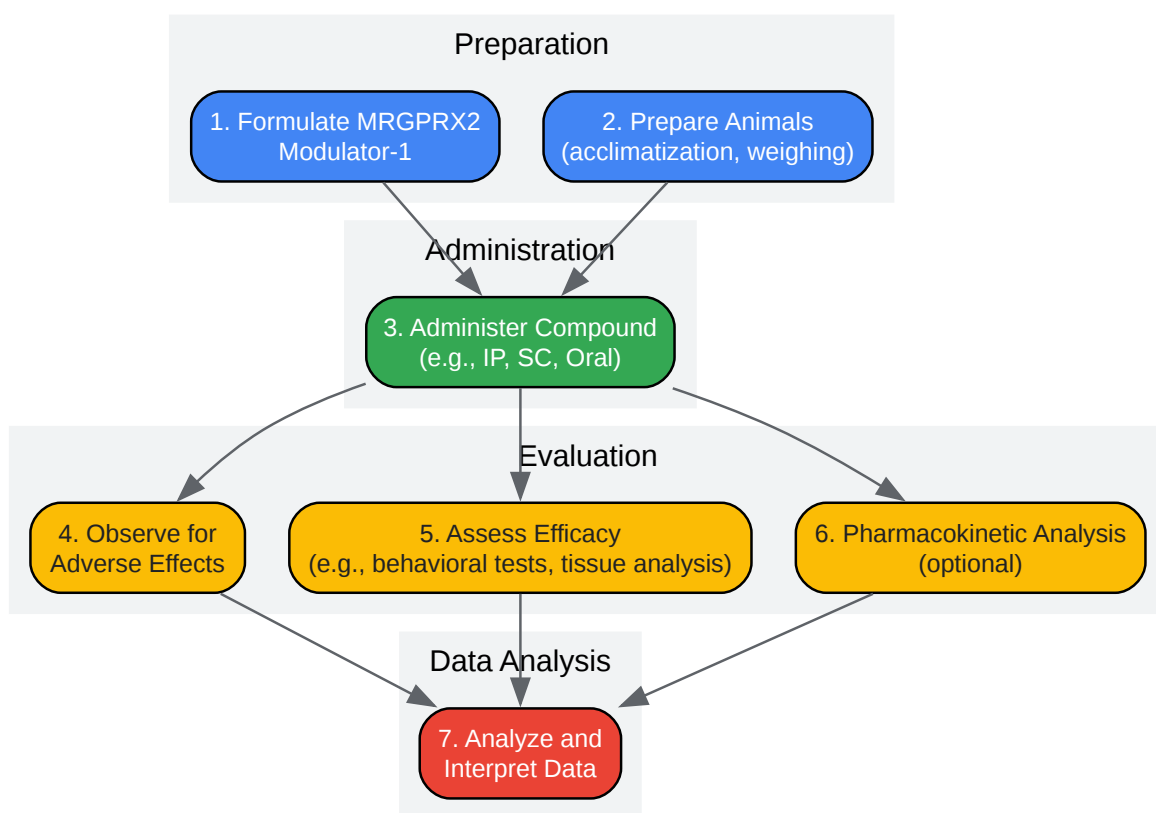 Preparation
1. Formulate MRGPRX2
Modulator-1
2. Prepare Animals
(acclimatization, weighing)
Administration
3. Administer Compound
(e.g., IP, SC, Oral)
Evaluation
4. Observe for
Adverse Effects
5. Assess Efficacy
(e.g., behavioral tests, tissue analysis)
6. Pharmacokinetic Analysis
(optional)
Data Analysis
7. Analyze and
Interpret Data